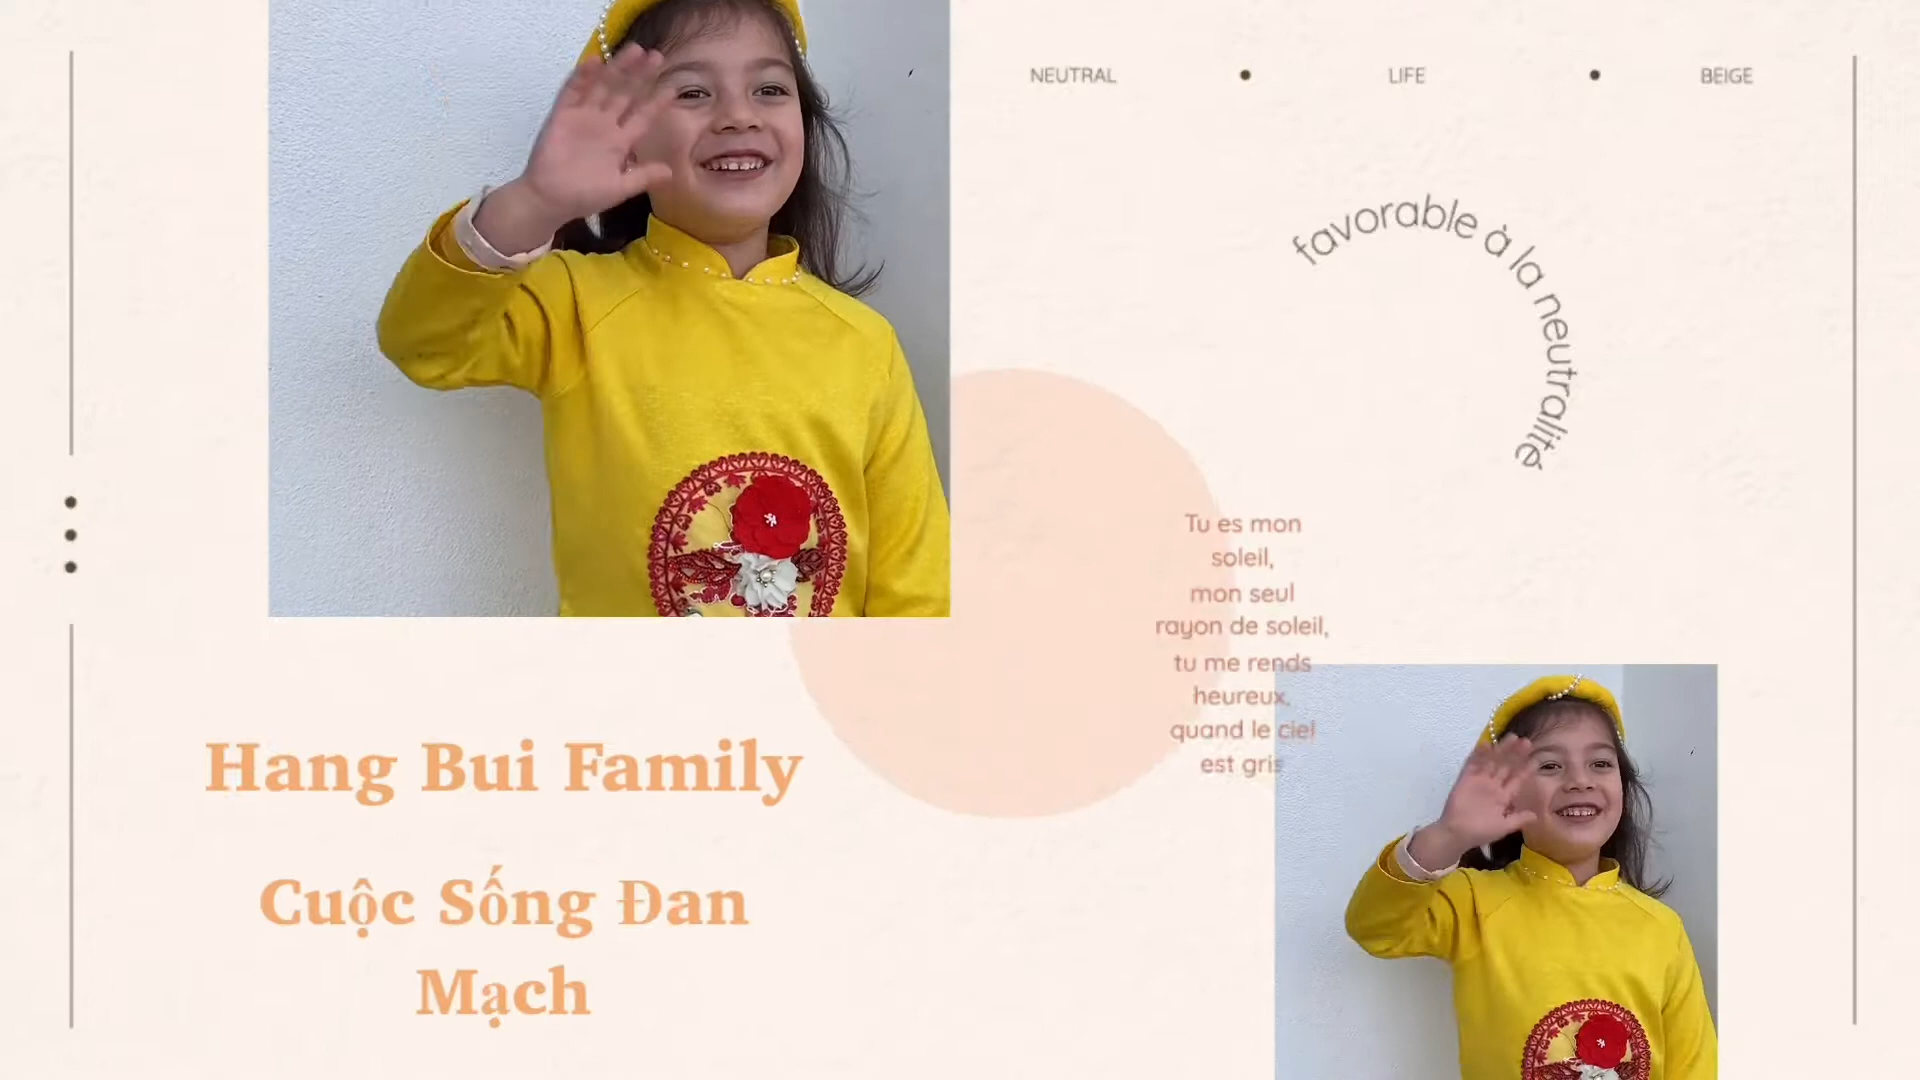 NEUTRAL
LIFE
BEIGE
favorable à la neutralité
Tu es mon
soleil,
mon seul
rayon de soleil,
tu me rends
heureux,
quand le ciel
est gris
Hang Bui Family
Cuộc Sống Đan
Mạch